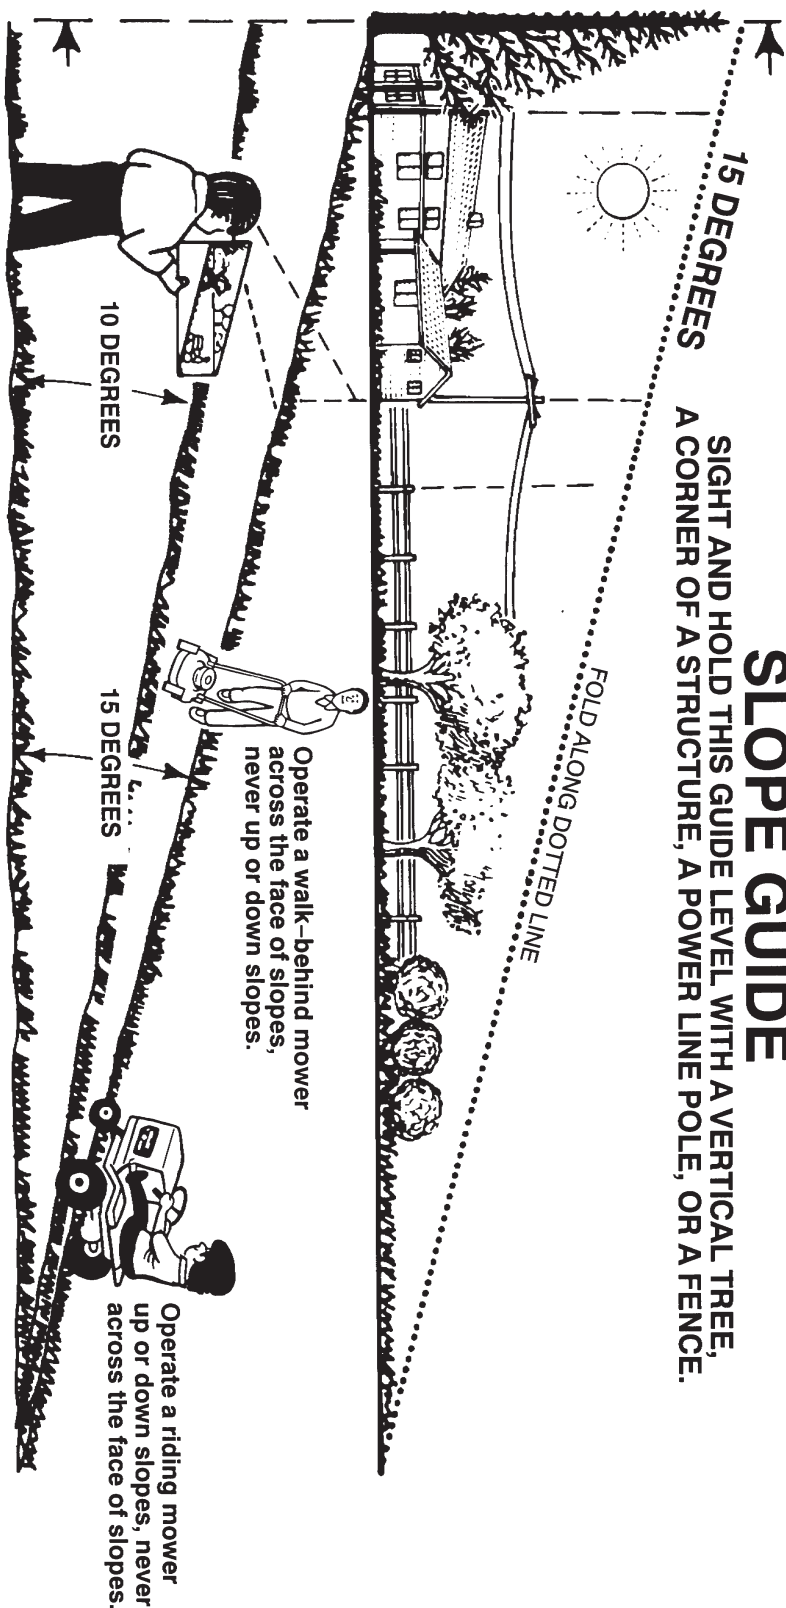 SLOPE GUIDE
SIGHT AND HOLD THIS GUIDE LEVEL WITH A VERTICAL TREE,
A CORNER OF A STRUCTURE, A POWER LINE POLE, OR A FENCE.
15 DEGREES
FOLD ALONG DOTTED LINE
Operate a walk–behind mower
across the face of slopes,
never up or down slopes.
10 DEGREES
15 DEGREES
Operate a riding mower
up or down slopes, never
across the face of slopes.